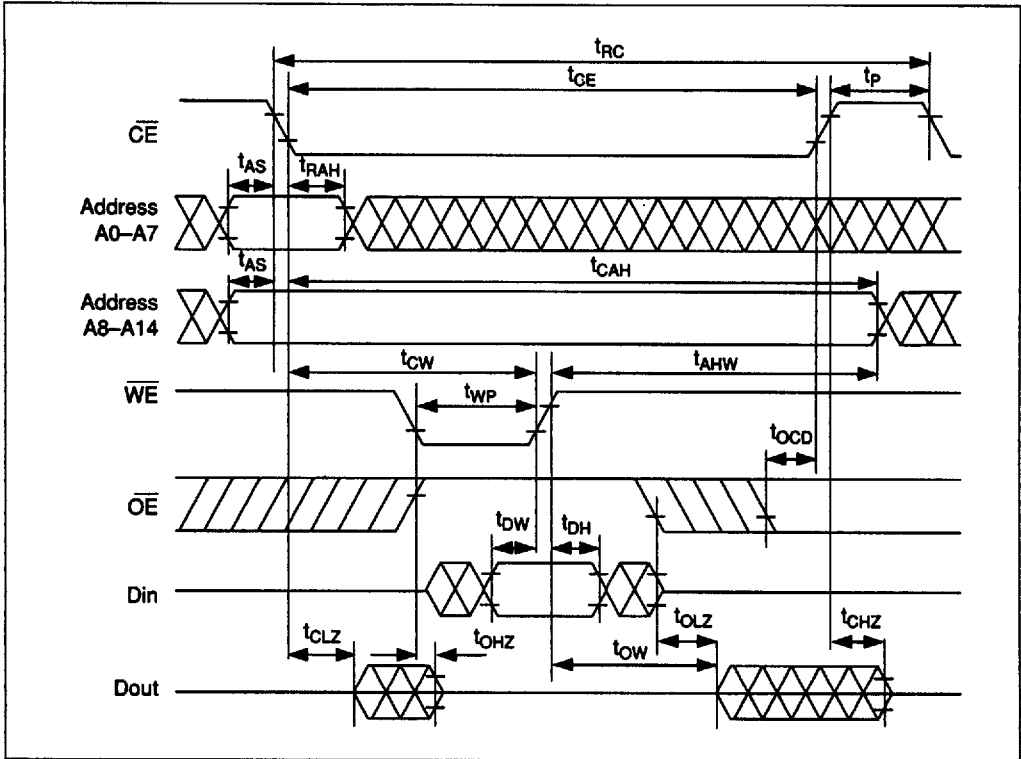 tRC
tCE
tP
CE
tAS
tRAH
Address
A0–A7
tAS
tCAH
Address
A8–A14
tCW
tAHW
WE
tWP
tOCD
OE
tDW
tDH
Din
tCLZ
tOHZ
tOLZ
tCHZ
tOW
Dout